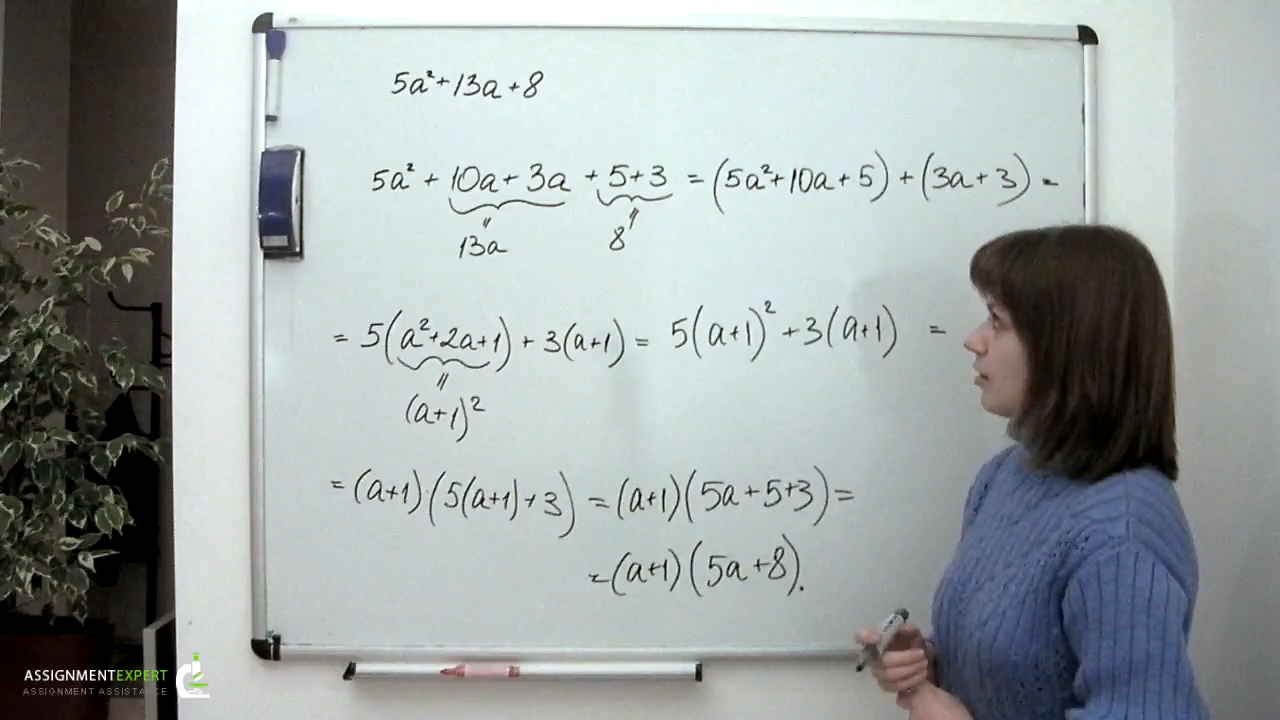 5a²+13a+8
5a² + 10a + 3a + 5+3 = (5a²+10a+5) + (3a+3) =
13a 8
= 5(a²+2a+1) + 3(a+1) = 5(a+1)² + 3(a+1) =
(a+1)²
= (a+1)·(5(a+1)+3) = (a+1)(5a+5+3) =
= (a+1)(5a+8).
ASSIGNMENTEXPERT
ASSIGNMENT ASSISTANCE